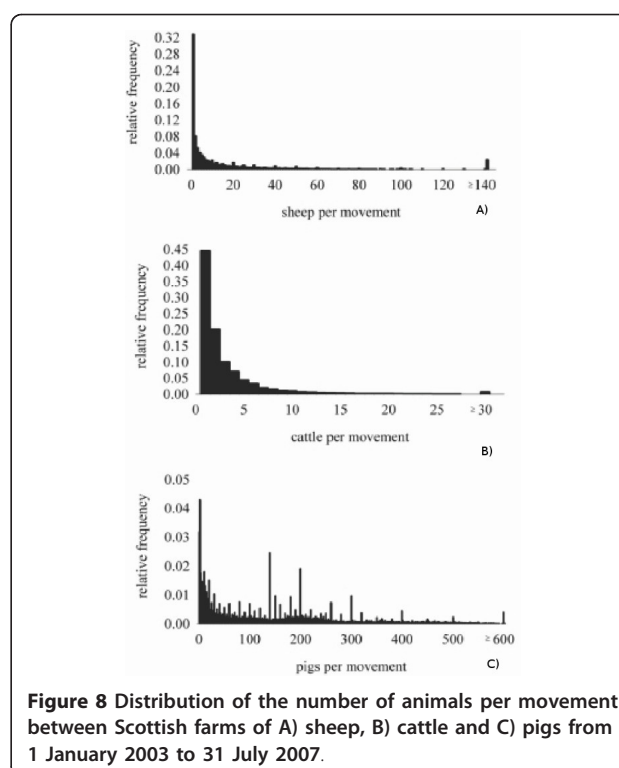 0.32
0.28
0.24
0.20
0.16
0.12
0.08
0.04
0.00
relative frequency
0 20 40 60 80 100 120 ≥140
sheep per movement
A)
0.45
0.40
0.35
0.30
0.25
0.20
0.15
0.10
0.05
0.00
relative frequency
0 5 10 15 20 25 ≥30
cattle per movement
B)
0.05
0.04
0.03
0.02
0.01
0.00
relative frequency
0 100 200 300 400 500 ≥600
pigs per movement
C)
Figure 8 Distribution of the number of animals per movement
between Scottish farms of A) sheep, B) cattle and C) pigs from
1 January 2003 to 31 July 2007.